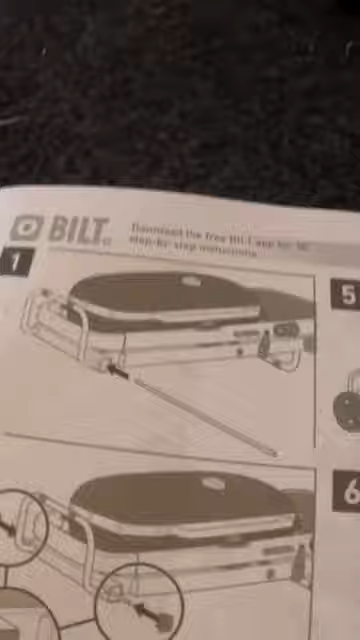 BILT
Download the free BILT app for 3D
step-by-step instructions
1
5
6